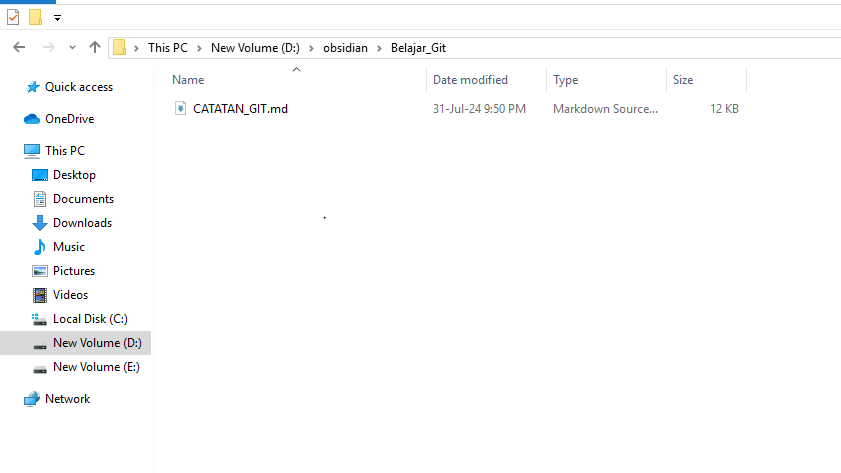 This PC > New Volume (D:) > obsidian > Belajar_Git
Name Date modified Type Size
CATATAN_GIT.md 31-Jul-24 9:50 PM Markdown Source... 12 KB
Quick access
OneDrive
This PC
Desktop
Documents
Downloads
Music
Pictures
Videos
Local Disk (C:)
New Volume (D:)
New Volume (E:)
Network